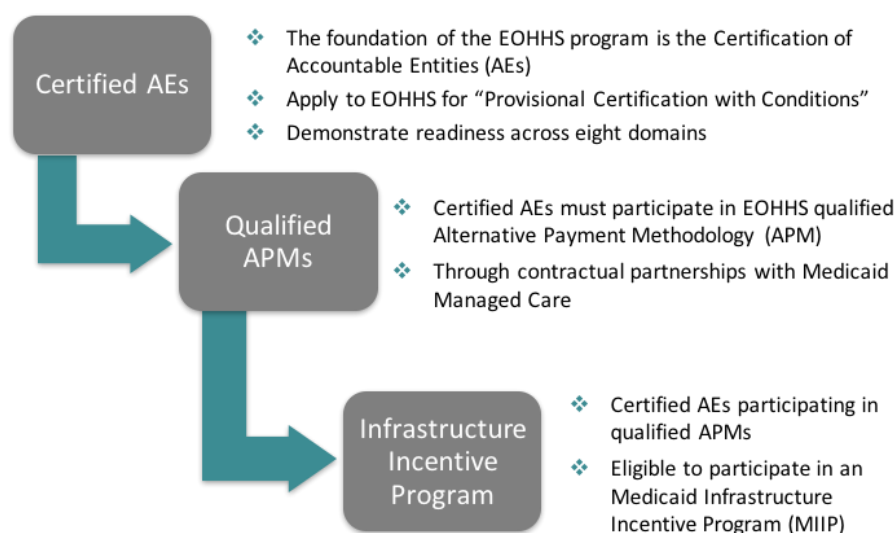 Certified AEs
The foundation of the EOHHS program is the Certification of
Accountable Entities (AEs)
Apply to EOHHS for “Provisional Certification with Conditions”
Demonstrate readiness across eight domains
Qualified
APMs
Certified AEs must participate in EOHHS qualified
Alternative Payment Methodology (APM)
Through contractual partnerships with Medicaid
Managed Care
Infrastructure
Incentive
Program
Certified AEs participating in
qualified APMs
Eligible to participate in an
Medicaid Infrastructure
Incentive Program (MIIP)